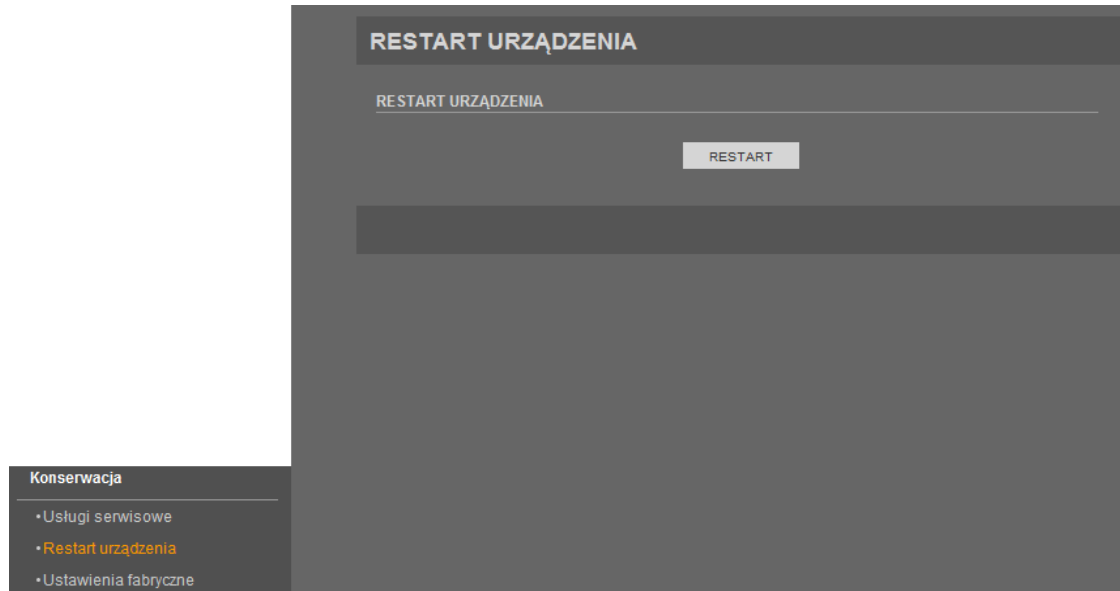 RESTART URZĄDZENIA
RESTART URZĄDZENIA
RESTART
Konserwacja
•Usługi serwisowe
•Restart urządzenia
•Ustawienia fabryczne